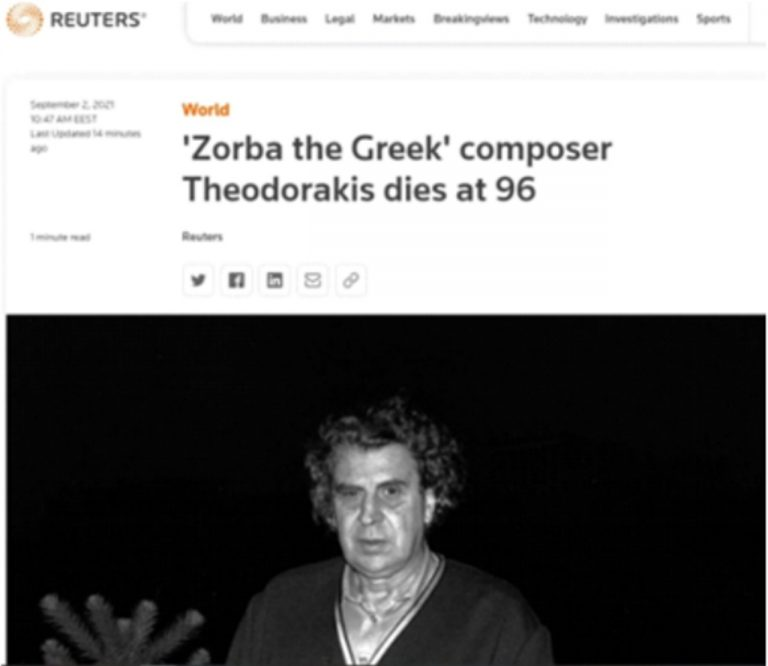 REUTERS®
World Business Legal Markets Breakingviews Technology Investigations Sports
September 2, 2021
10:47 AM EEST
Last Updated 14 minutes
ago
World
'Zorba the Greek' composer
Theodorakis dies at 96
1 minute read
Reuters